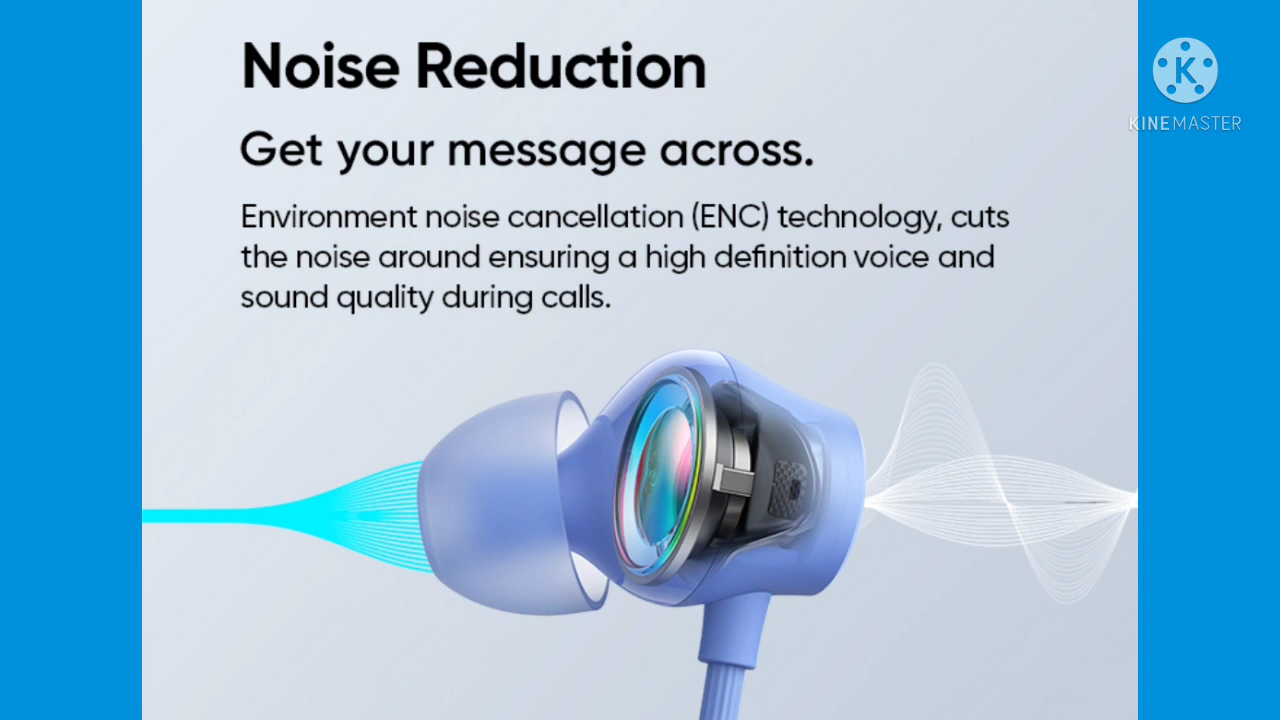 Noise Reduction
Get your message across.
Environment noise cancellation (ENC) technology, cuts
the noise around ensuring a high definition voice and
sound quality during calls.
K
KINEMASTER